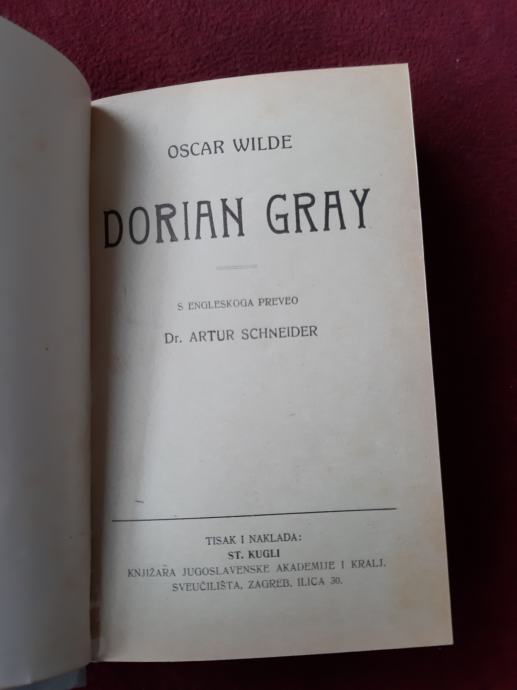 OSCAR WILDE
DORIAN GRAY
S ENGLESKOGA PREVEO
Dr. ARTUR SCHNEIDER
TISAK I NAKLADA:
ST. KUGLI
KNJIŽARA JUGOSLAVENSKE AKADEMIJE I KRALJ.
SVEUČILIŠTA, ZAGREB, ILICA 30.